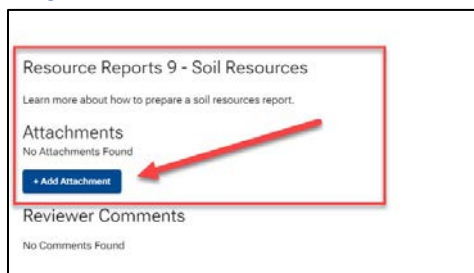 Resource Reports 9 - Soil Resources
Learn more about how to prepare a soil resources report.
Attachments
No Attachments Found
+ Add Attachment
Reviewer Comments
No Comments Found